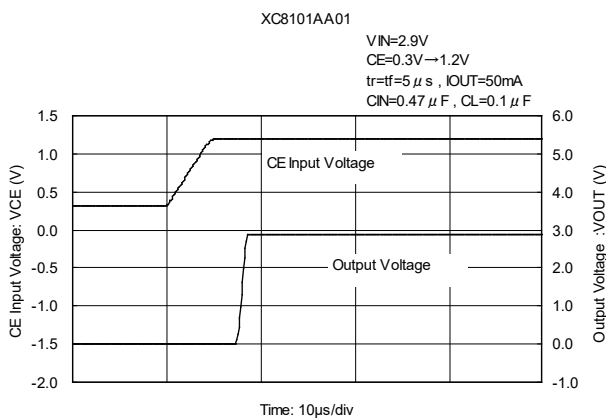 XC8101AA01
VIN=2.9V
CE=0.3V→1.2V
tr=tf=5μs , IOUT=50mA
CIN=0.47μF , CL=0.1μF
1.5
1.0
0.5
0.0
-0.5
-1.0
-1.5
-2.0
CE Input Voltage: VCE (V)
CE Input Voltage
Output Voltage
6.0
5.0
4.0
3.0
2.0
1.0
0.0
-1.0
Output Voltage :VOUT (V)
Time: 10μs/div